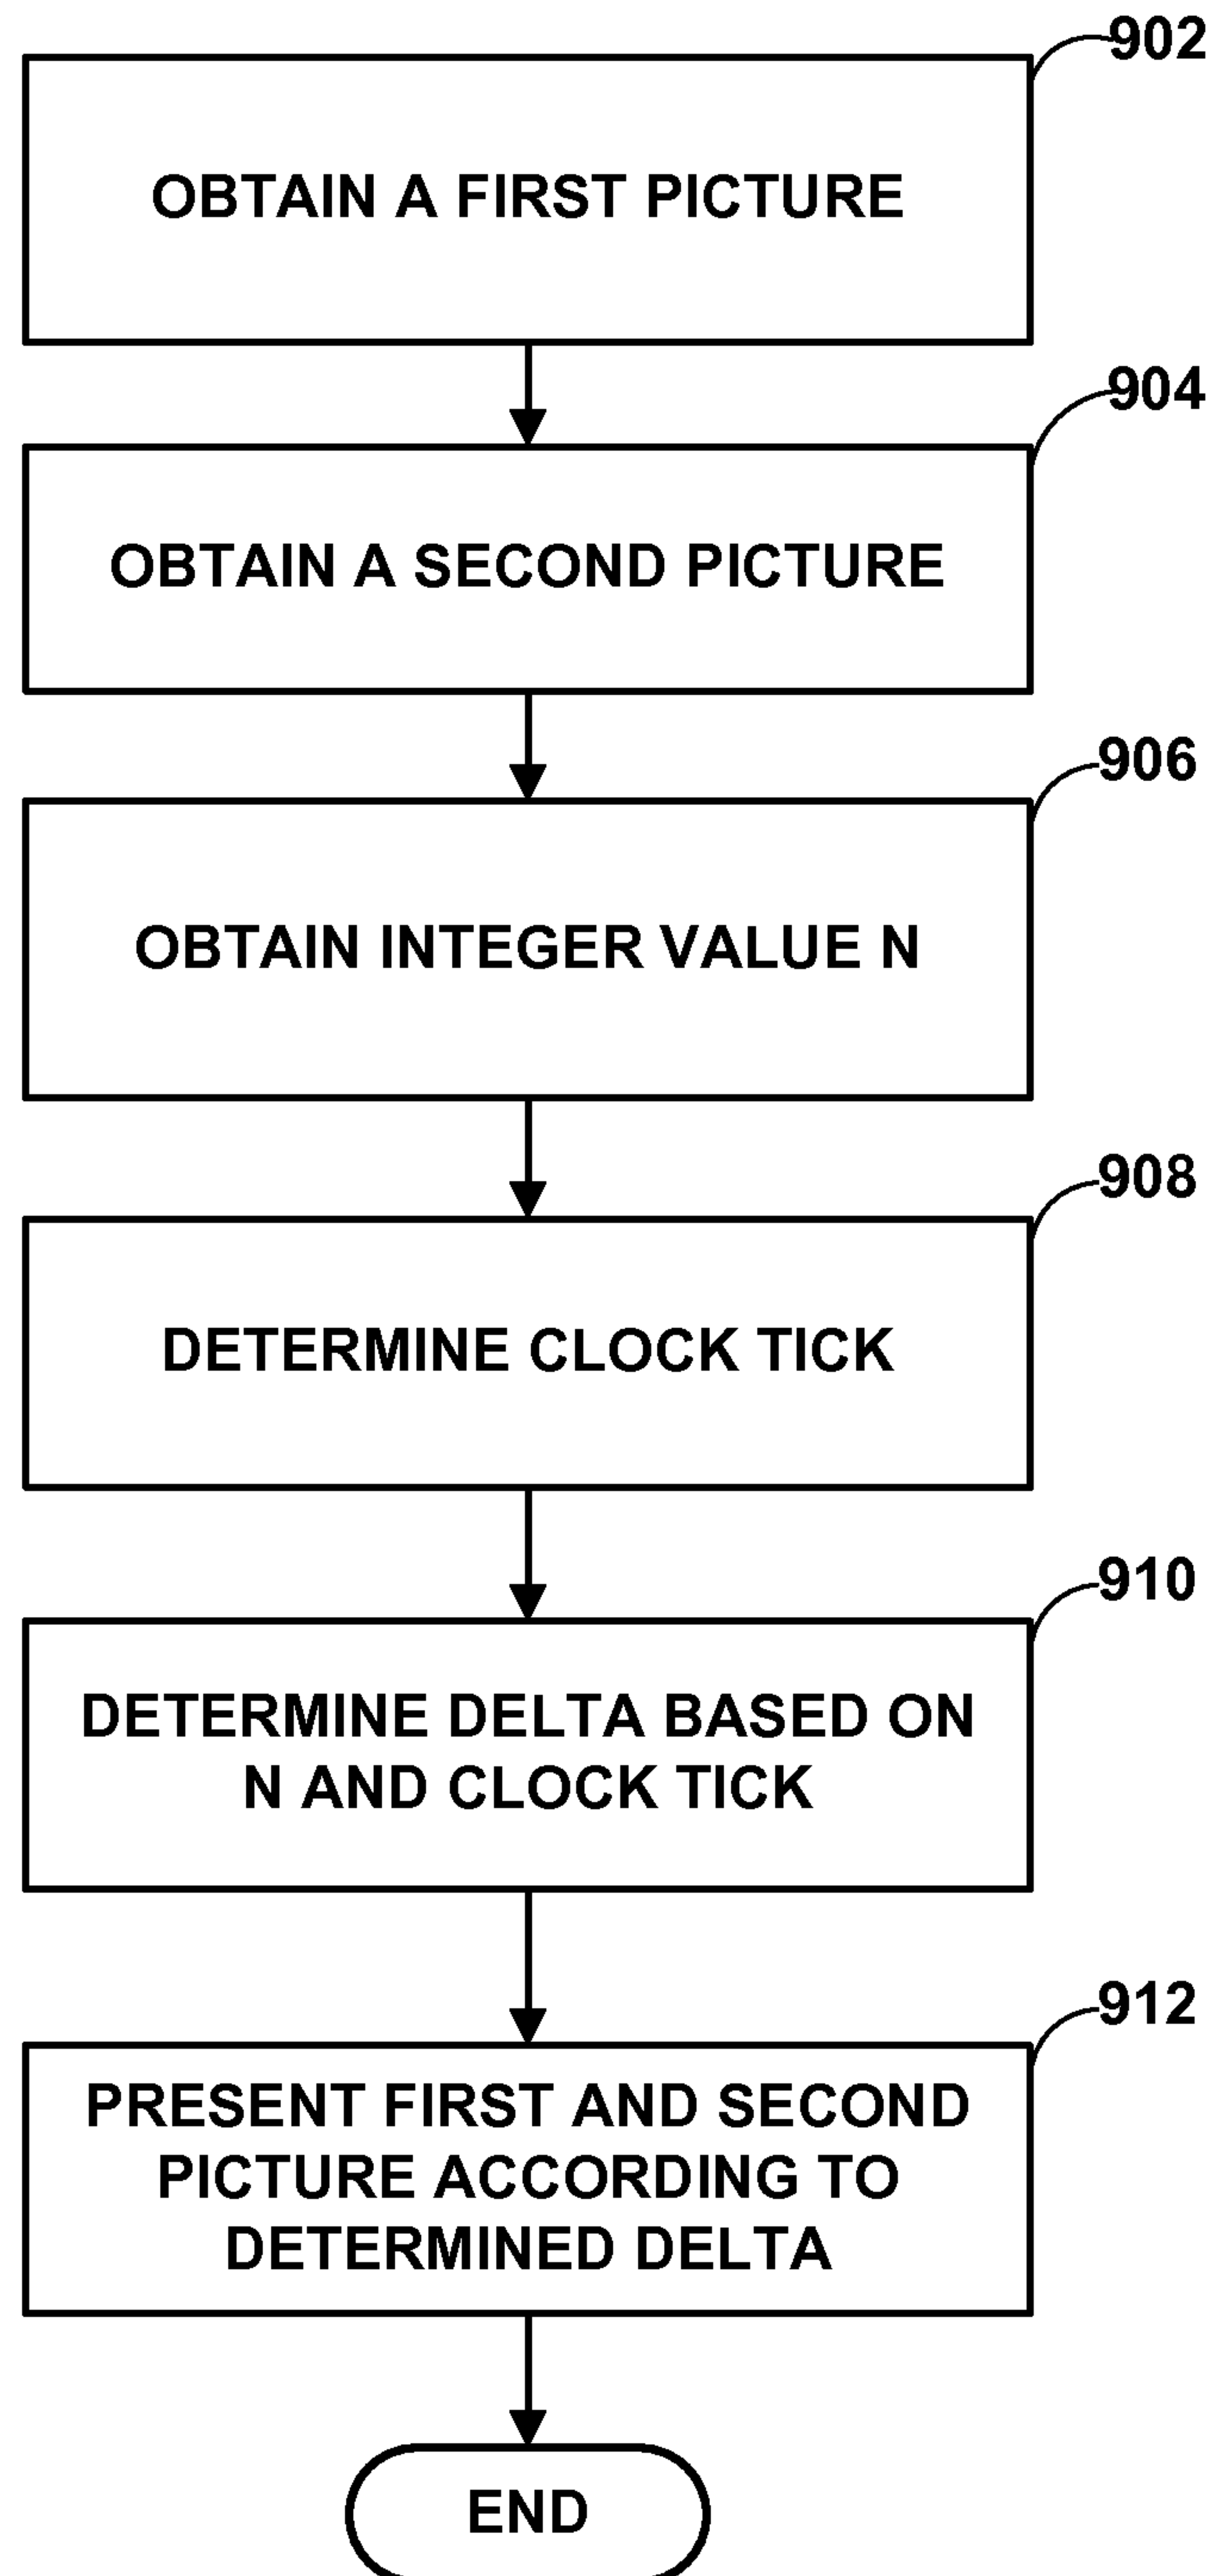 902
OBTAIN A FIRST PICTURE
904
OBTAIN A SECOND PICTURE
906
OBTAIN INTEGER VALUE N
908
DETERMINE CLOCK TICK
910
DETERMINE DELTA BASED ON
N AND CLOCK TICK
912
PRESENT FIRST AND SECOND
PICTURE ACCORDING TO
DETERMINED DELTA
END